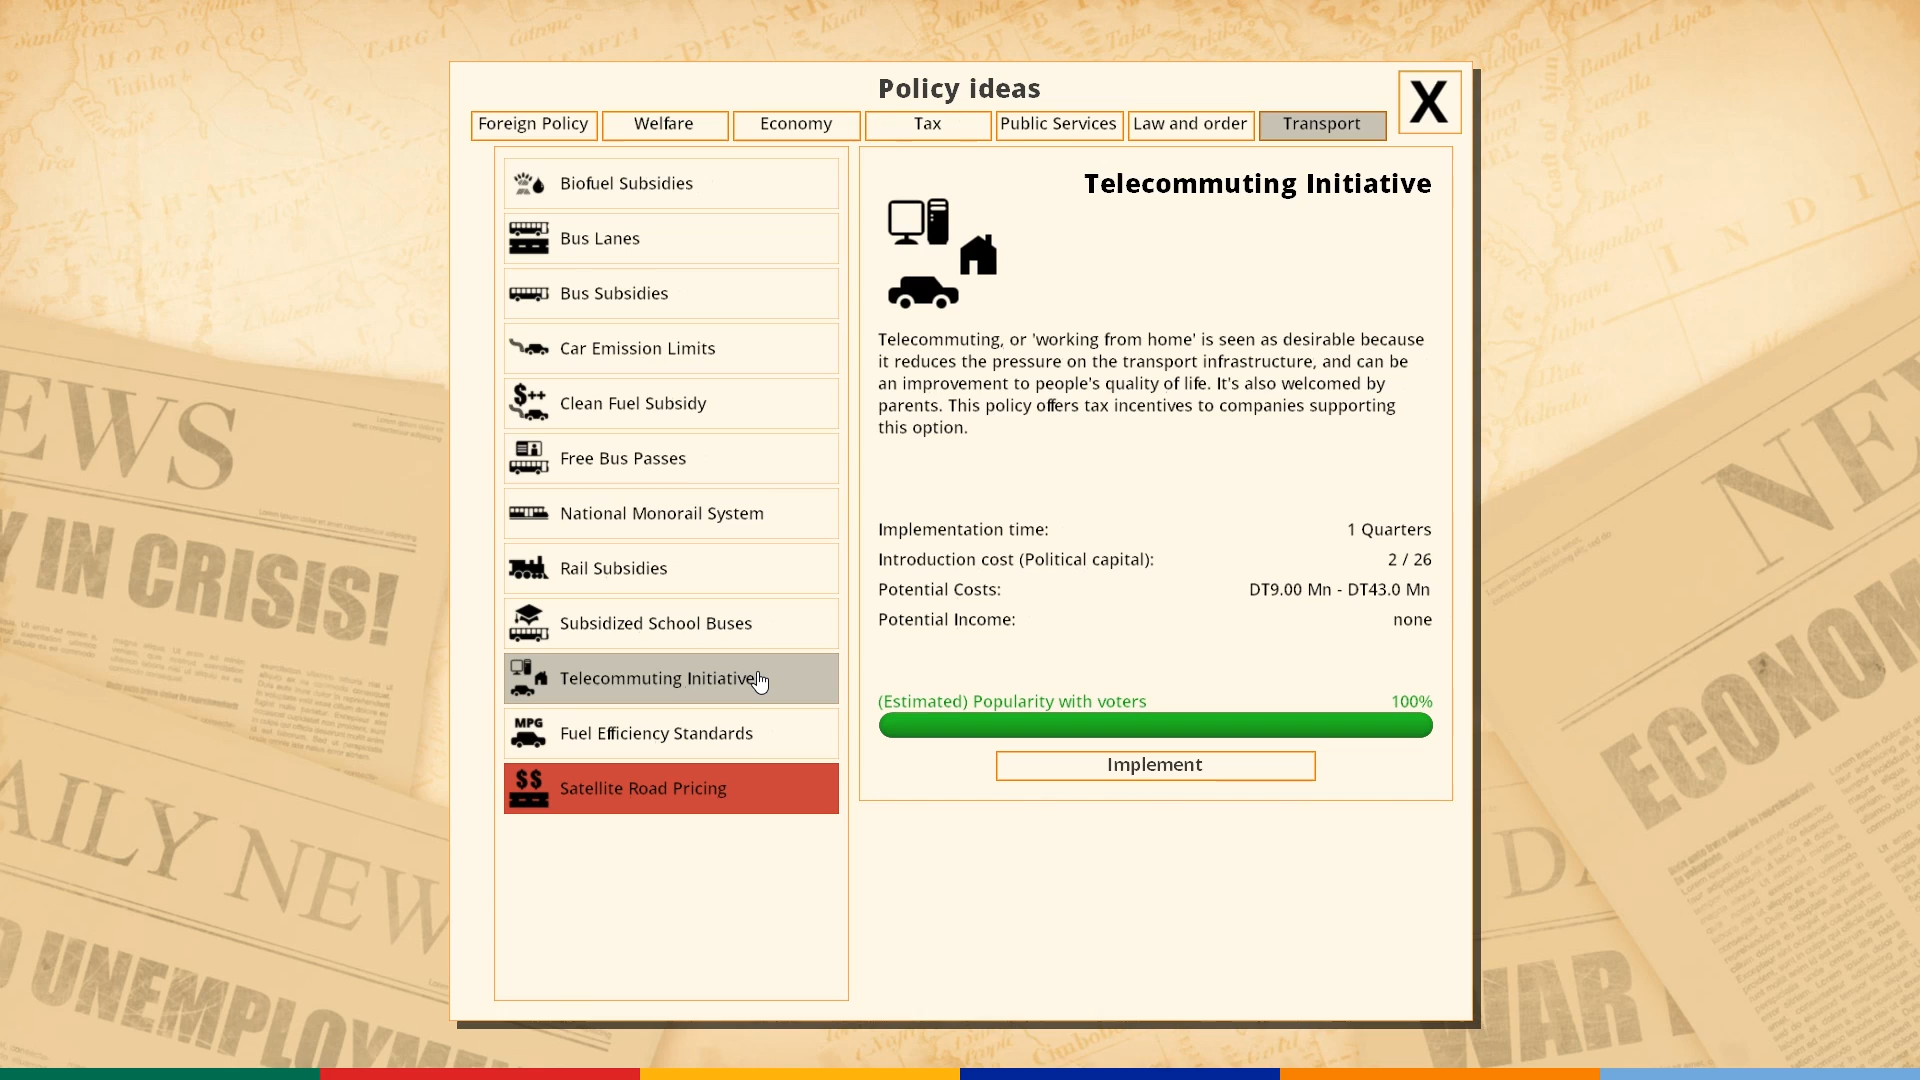 Policy ideas
X
Foreign Policy
Welfare
Economy
Tax
Public Services
Law and order
Transport
Biofuel Subsidies
Bus Lanes
Bus Subsidies
Car Emission Limits
Clean Fuel Subsidy
Free Bus Passes
National Monorail System
Rail Subsidies
Subsidized School Buses
Telecommuting Initiative
MPG
Fuel Efficiency Standards
Satellite Road Pricing
Telecommuting Initiative
Telecommuting, or 'working from home' is seen as desirable because
it reduces the pressure on the transport infrastructure, and can be
an improvement to people's quality of life. It's also welcomed by
parents. This policy offers tax incentives to companies supporting
this option.
Implementation time: 1 Quarters
Introduction cost (Political capital): 2 / 26
Potential Costs: DT9.00 Mn - DT43.0 Mn
Potential Income: none
(Estimated) Popularity with voters 100%
Implement
EWS
Y IN CRISIS!
AILY NEW
UNEMPLOYME
NE
ECONOM
WAR
MOROCCO
TARGA